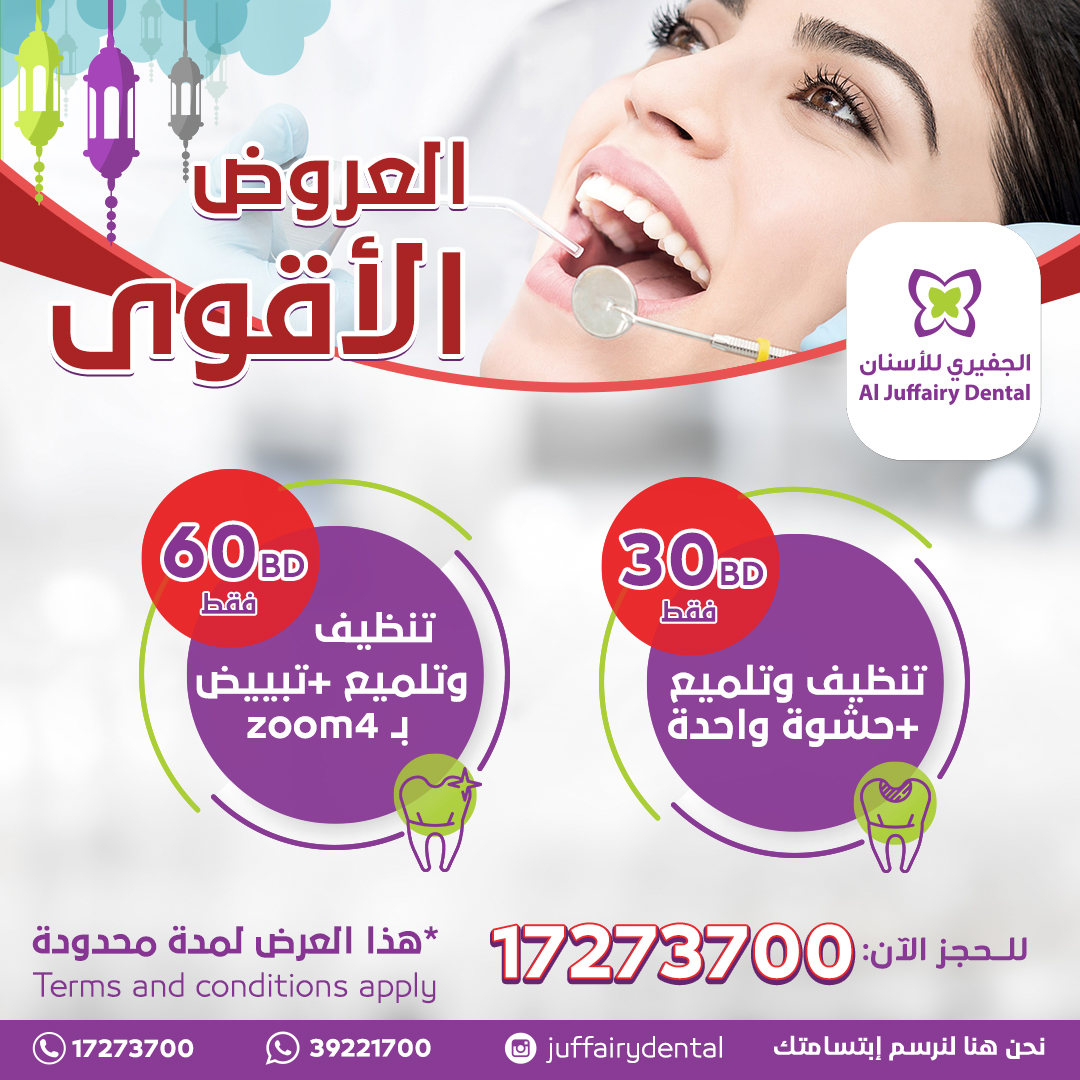 العروض
الأقوى
الجفيري للأسنان
Al Juffairy Dental
30BD
فقط
تنظيف وتلميع
+حشوة واحدة
60BD
فقط
تنظيف
وتلميع +تبييض
بـ zoom4
للـحجز الآن: 17273700
*هذا العرض لمدة محدودة
Terms and conditions apply
نحن هنا لنرسم إبتسامتك
juffairydental
39221700
17273700